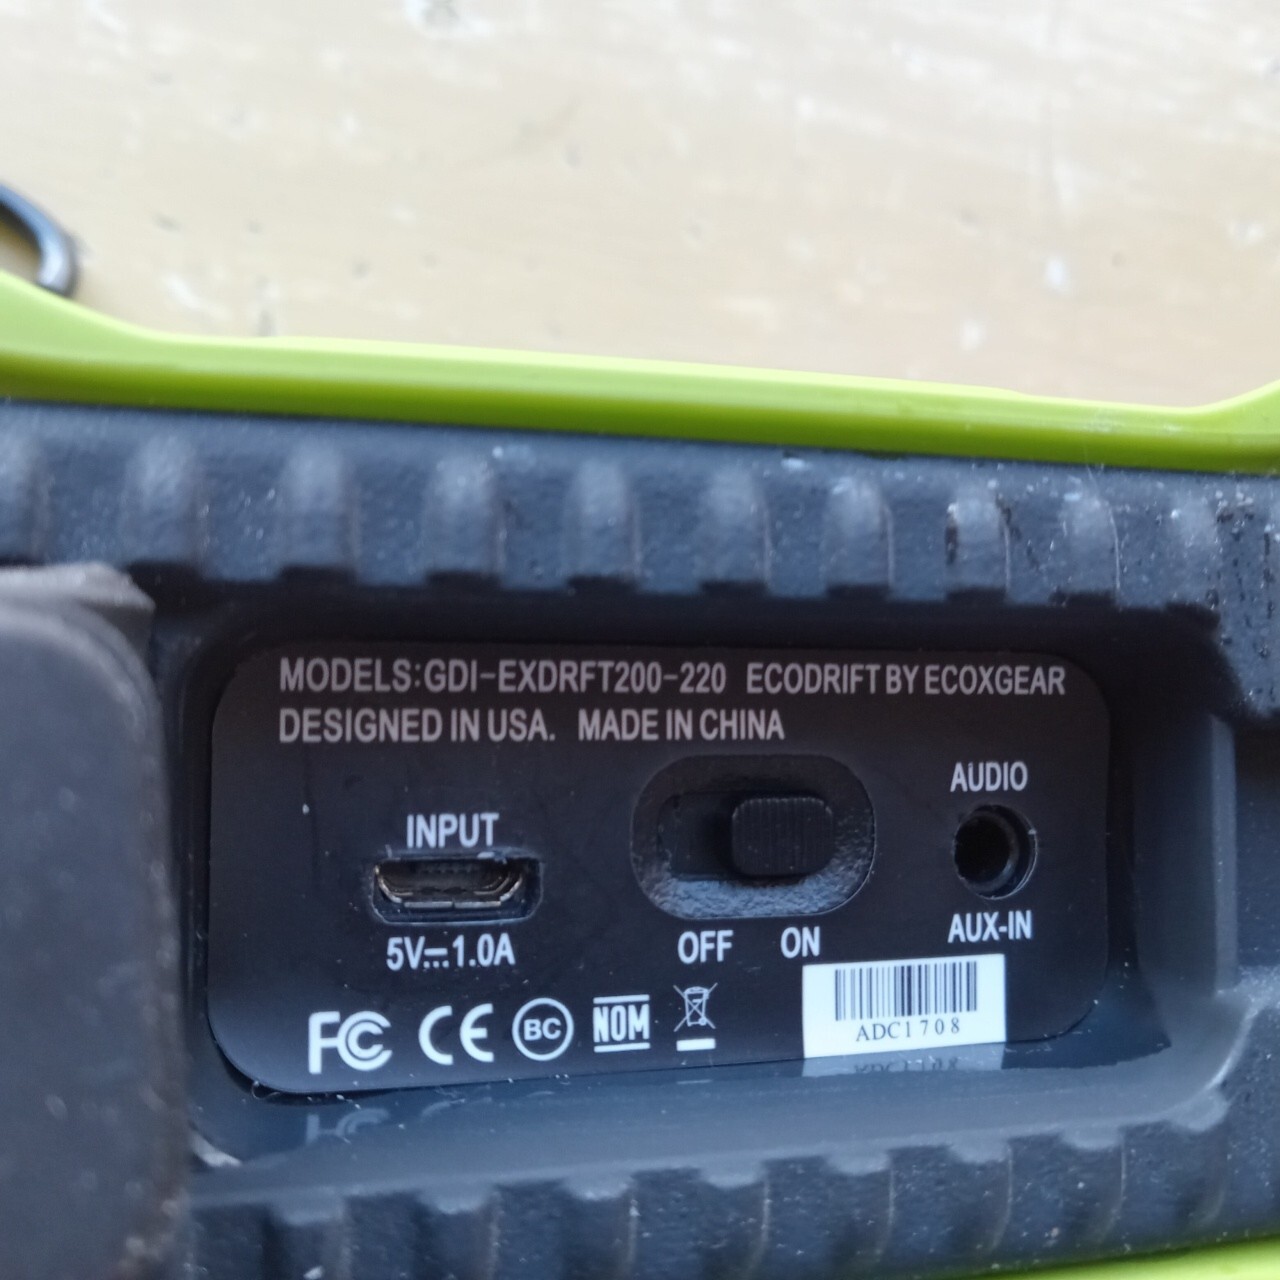 MODELS:GDI-EXDRFT200-220 ECODRIFT BY ECOXGEAR
DESIGNED IN USA. MADE IN CHINA
AUDIO
INPUT
5V⎓1.0A
OFF ON
AUX-IN
FC CE BC NOM
ADC1708